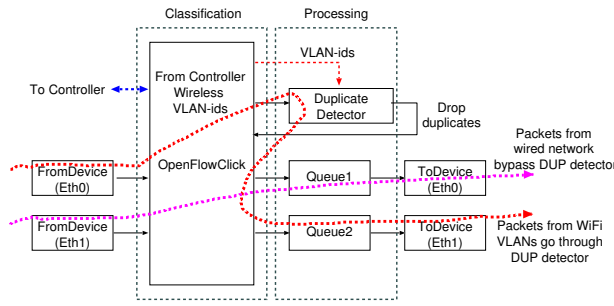 Classification
Processing
VLAN-ids
To Controller
From Controller
Wireless
VLAN-ids
Duplicate
Detector
Drop
duplicates
Packets from
wired network
bypass DUP detector
OpenFlowClick
FromDevice
(Eth0)
Queue1
ToDevice
(Eth0)
FromDevice
(Eth1)
Queue2
ToDevice
(Eth1)
Packets from WiFi
VLANs go through
DUP detector